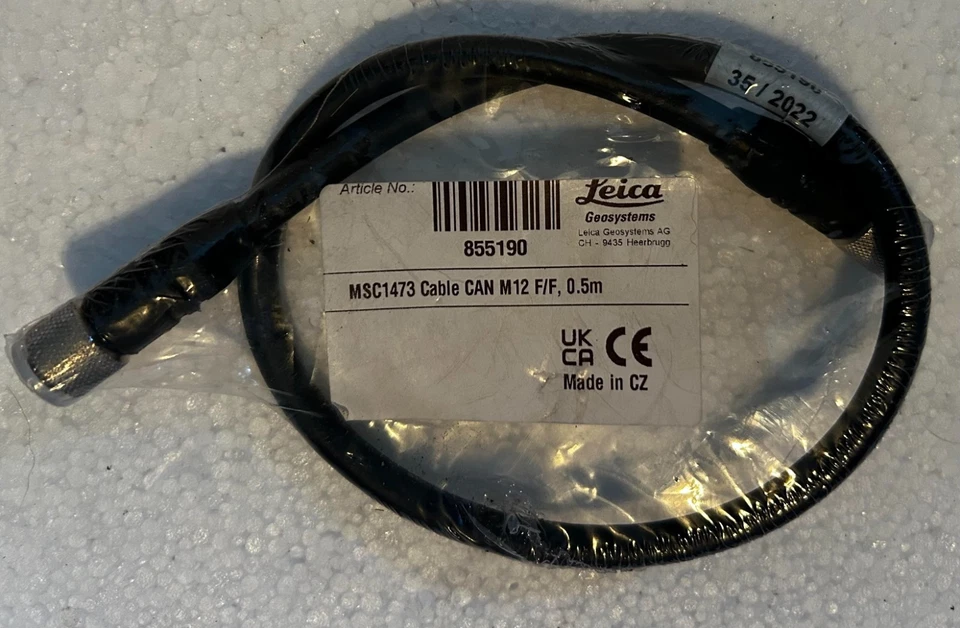 855190
35 / 2022
Article No.:
855190
Leica
Geosystems
Leica Geosystems AG
CH - 9435 Heerbrugg
MSC1473 Cable CAN M12 F/F, 0.5m
UK
CA
CE
Made in CZ